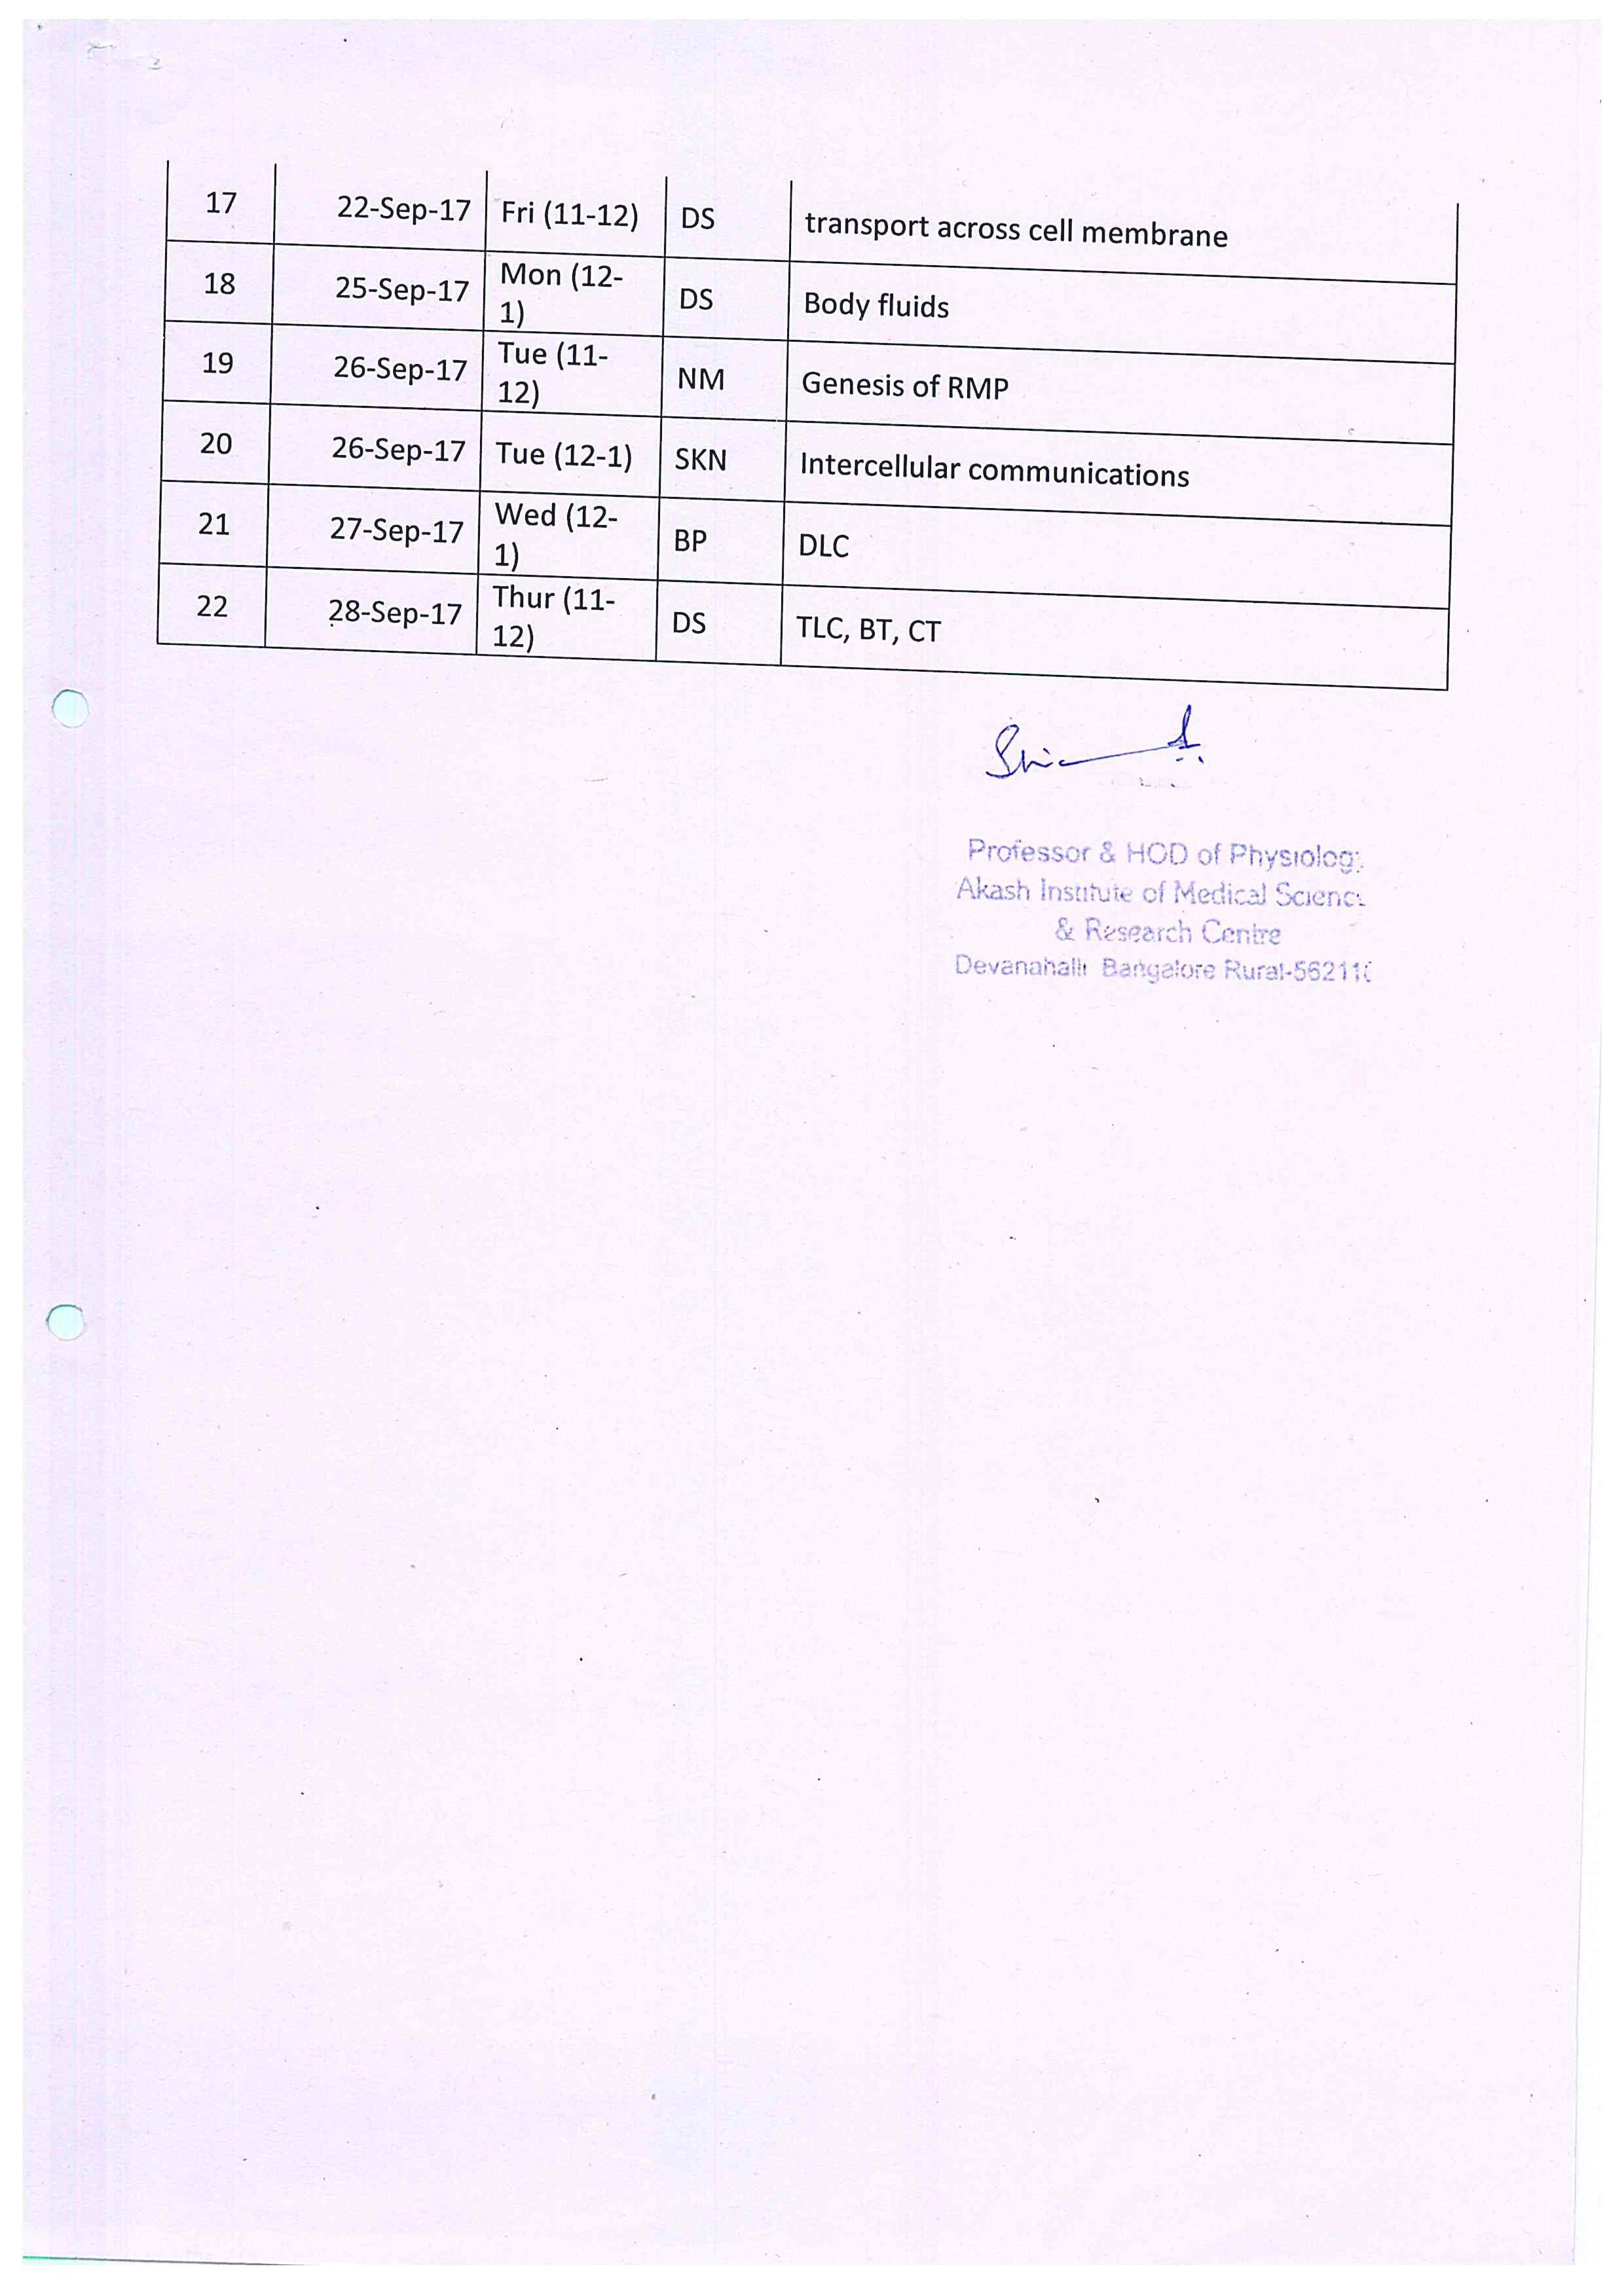 17 22-Sep-17 Fri (11-12) DS transport across cell membrane
18 25-Sep-17 Mon (12-
1) DS Body fluids
19 26-Sep-17 Tue (11-
12) NM Genesis of RMP
20 26-Sep-17 Tue (12-1) SKN Intercellular communications
21 27-Sep-17 Wed (12-
1) BP DLC
22 28-Sep-17 Thur (11-
12) DS TLC, BT, CT
Professor & HOD of Physiolog
Akash Institute of Medical Scienc
& Research Centre
Devanahalli Bangalore Rural-56211